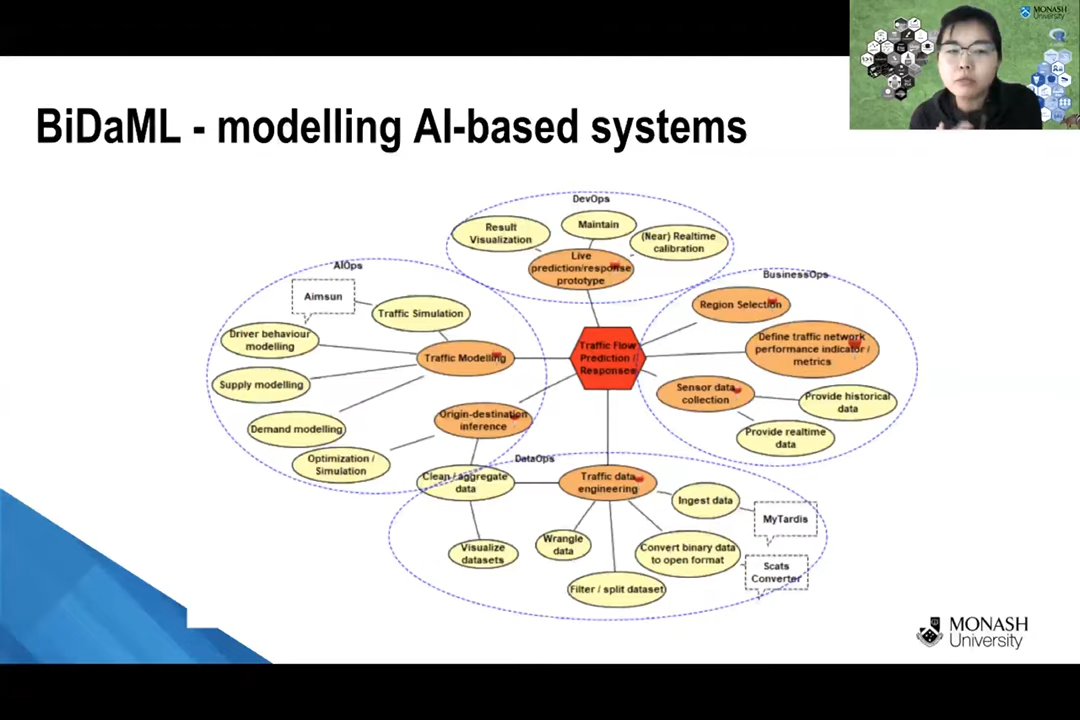 MONASH
University
BiDaML - modelling AI-based systems
DevOps
Result
Visualization
Maintain
(Near) Realtime
calibration
Live
prediction/response
prototype
AIOps
Aimsun
Traffic Simulation
Driver behaviour
modelling
Traffic Modelling
Supply modelling
Demand modelling
Origin-destination
inference
Optimization /
Simulation
Traffic Flow
Prediction /
Responses
BusinessOps
Region Selection
Define traffic network
performance indicator /
metrics
Sensor data
collection
Provide historical
data
Provide realtime
data
DataOps
Clean / aggregate
data
Traffic data
engineering
Ingest data
MyTardis
Visualize
datasets
Wrangle
data
Convert binary data
to open format
Scats
Converter
Filter / split dataset
MONASH
University